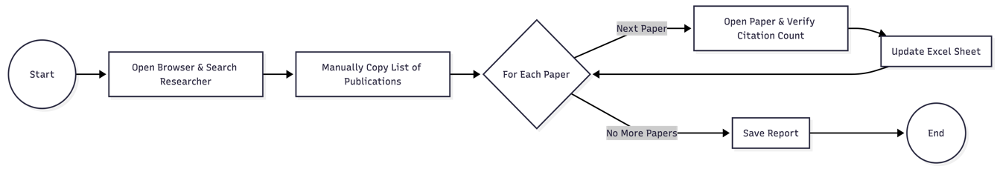 Start
Open Browser & Search
Researcher
Manually Copy List of
Publications
For Each Paper
Next Paper
Open Paper & Verify
Citation Count
Update Excel Sheet
No More Papers
Save Report
End